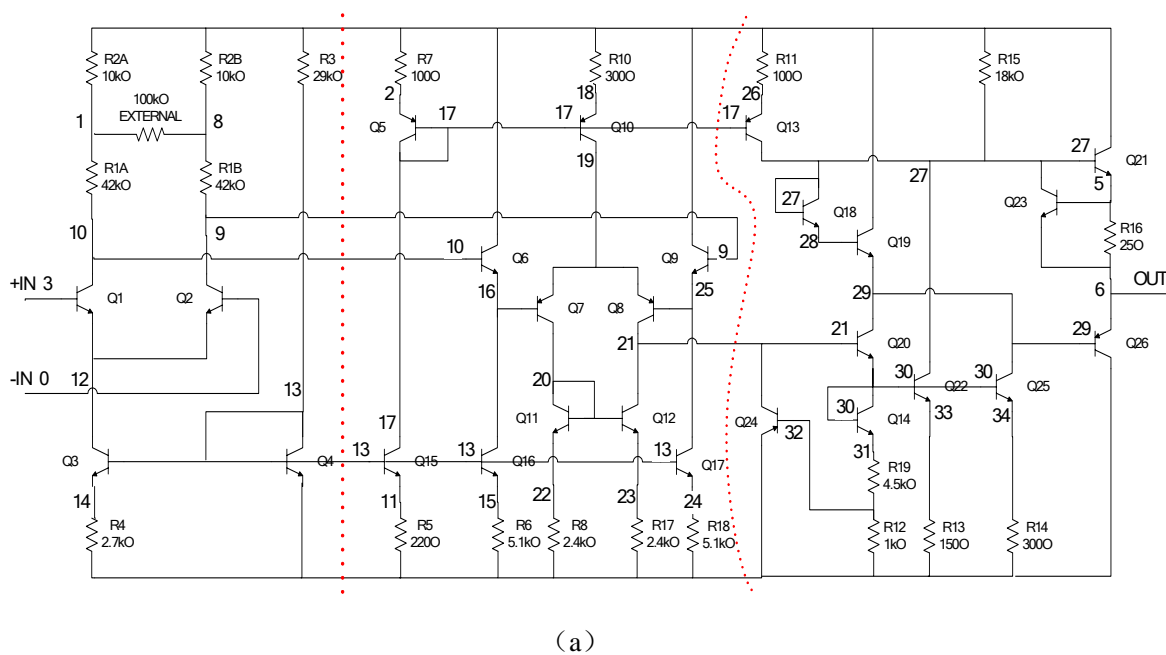 R2A
10kO
R2B
10kO
R3
29kO
R7
100O
R10
300O
R11
100O
R15
18kO
1
100kO
EXTERNAL
8
2
17
Q5
18
17
Q10
19
26
17
Q13
27
Q21
5
R1A
42kO
R1B
42kO
27
Q18
28
27
Q23
R16
25O
10
9
10
Q6
16
Q9
9
25
Q19
+IN 3
Q1
Q2
Q7
Q8
29
OUT
6
21
21
Q20
29
Q26
12
-IN 0
13
20
Q11
Q12
Q24
32
30
Q14
31
30
Q22
33
30
Q25
34
Q3
Q4
17
13
Q15
13
Q16
13
Q17
14
11
15
22
23
24
R19
4.5kO
R4
2.7kO
R5
220O
R6
5.1kO
R8
2.4kO
R17
2.4kO
R18
5.1kO
R12
1kO
R13
150O
R14
300O
（a）